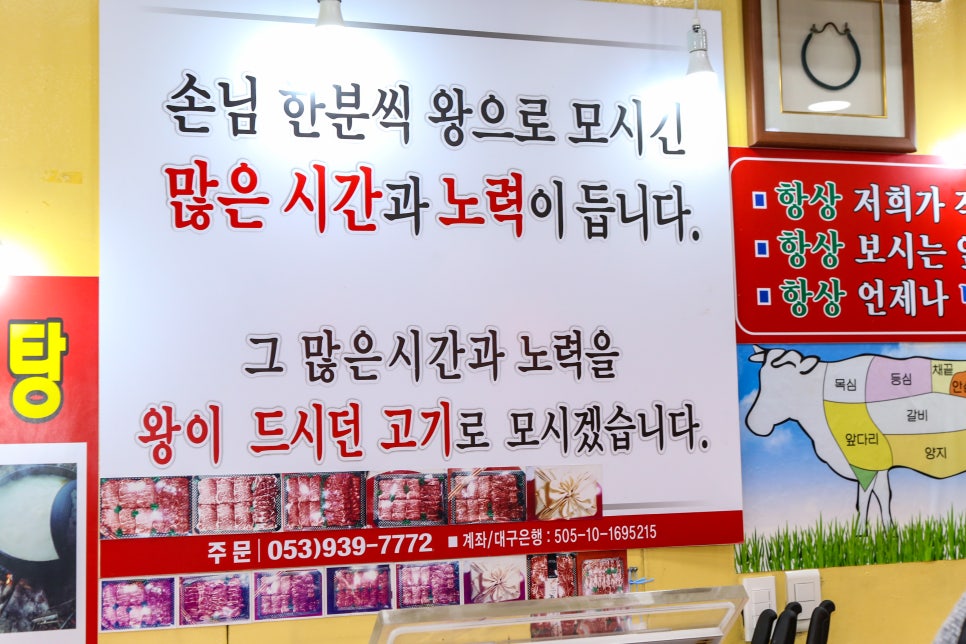 손님 한분씩 왕으로 모시긴
많은 시간과 노력이 듭니다.
그 많은시간과 노력을
왕이 드시던 고기로 모시겠습니다.
주문 053)939-7772 ■ 계좌/대구은행 : 505-10-1695215
탕
항상 저희가
항상 보시는
항상 언제나
목심
등심
채끝
갈비
앞다리
양지